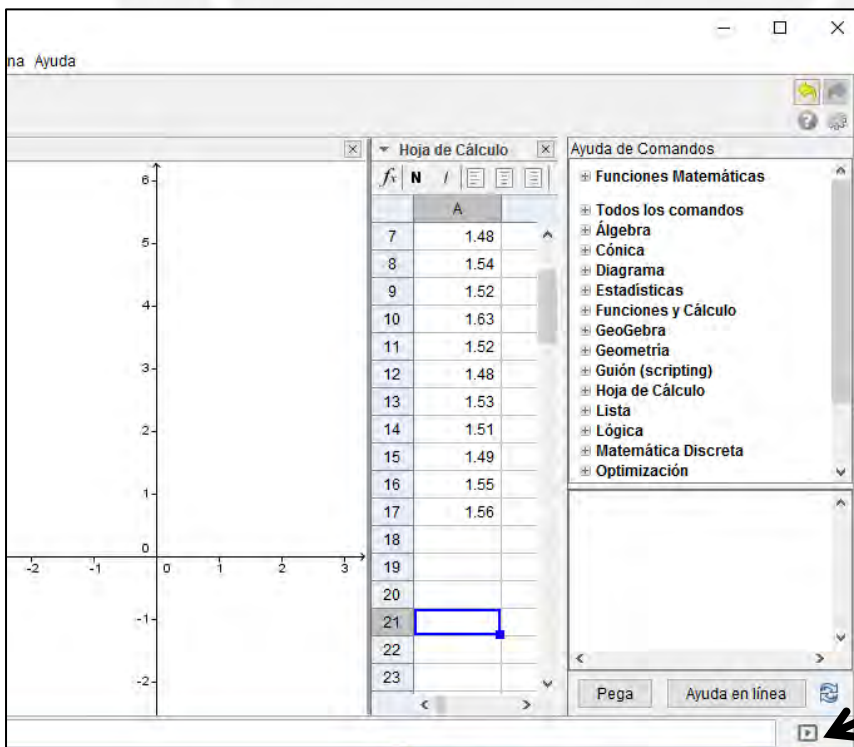 na Ayuda
Hoja de Cálculo
Ayuda de Comandos
fx N I
A
7 1.48
8 1.54
9 1.52
10 1.63
11 1.52
12 1.48
13 1.53
14 1.51
15 1.49
16 1.55
17 1.56
18
19
20
21
22
23
Funciones Matemáticas
Todos los comandos
Álgebra
Cónica
Diagrama
Estadísticas
Funciones y Cálculo
GeoGebra
Geometría
Guión (scripting)
Hoja de Cálculo
Lista
Lógica
Matemática Discreta
Optimización
6
5
4
3
2
1
0
-2 -1 0 1 2 3
-1
-2
Pega Ayuda en línea